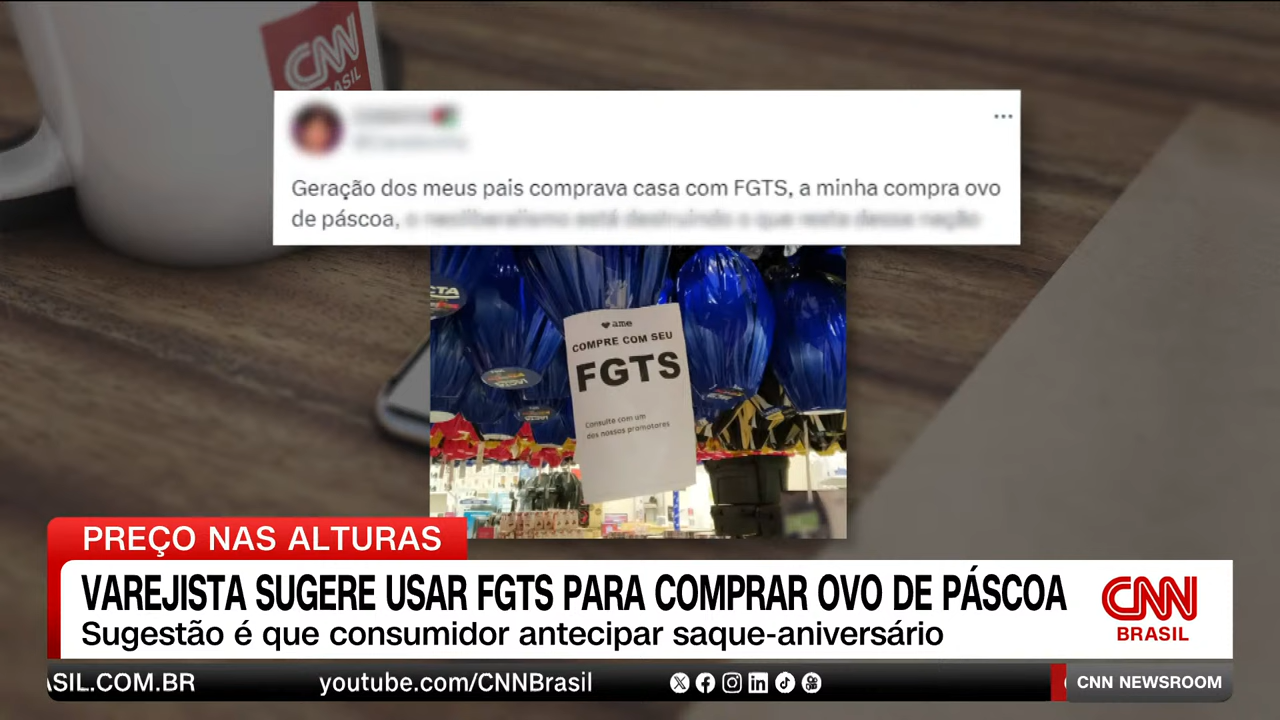 CNN
BRASIL
Geração dos meus pais comprava casa com FGTS, a minha compra ovo
de páscoa,
CTA
ame
COMPRE COM SEU
FGTS
Consulte com um
dos nossos promotores
PREÇO NAS ALTURAS
VAREJISTA SUGERE USAR FGTS PARA COMPRAR OVO DE PÁSCOA
Sugestão é que consumidor antecipar saque-aniversário
CNN
BRASIL
ASIL.COM.BR
youtube.com/CNNBrasil
CNN NEWSROOM